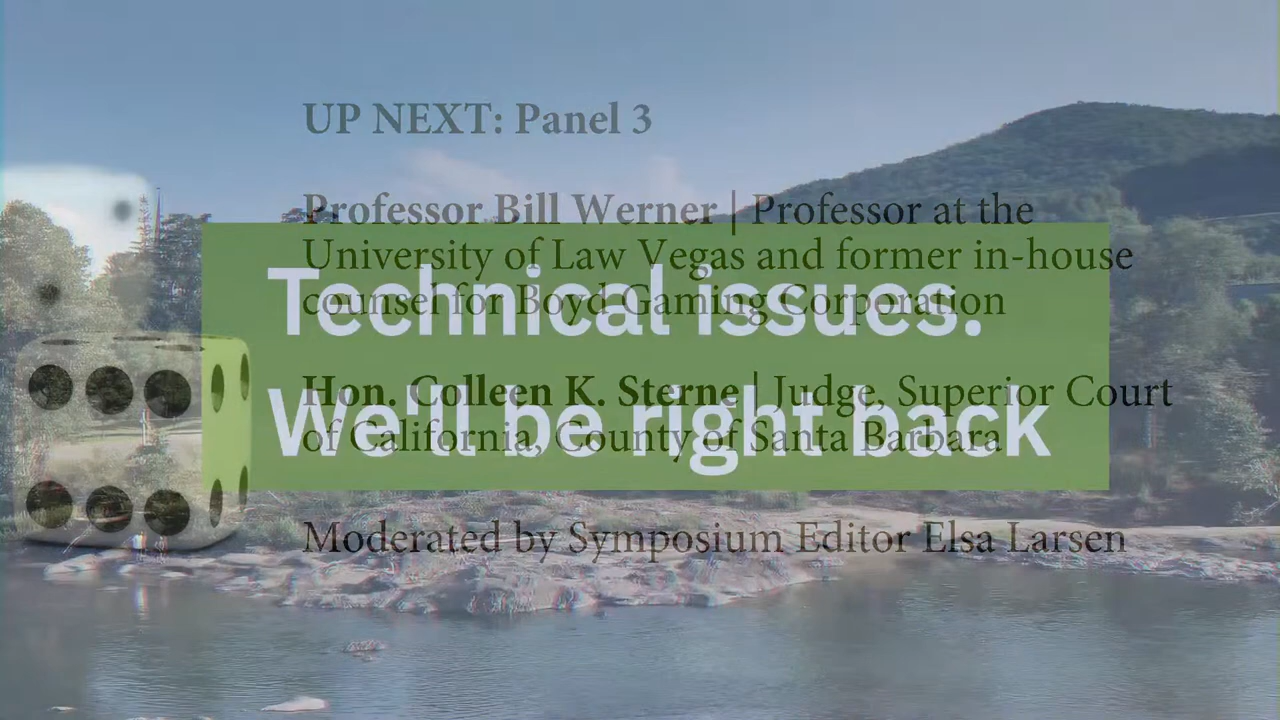 UP NEXT: Panel 3
Professor Bill Werner | Professor at the
University of Law Vegas and former in-house
counsel for Boyd Gaming Corporation
Technical issues.
Hon. Colleen K. Sterne | Judge, Superior Court
We'll be right back
of California, County of Santa Barbara
Moderated by Symposium Editor Elsa Larsen